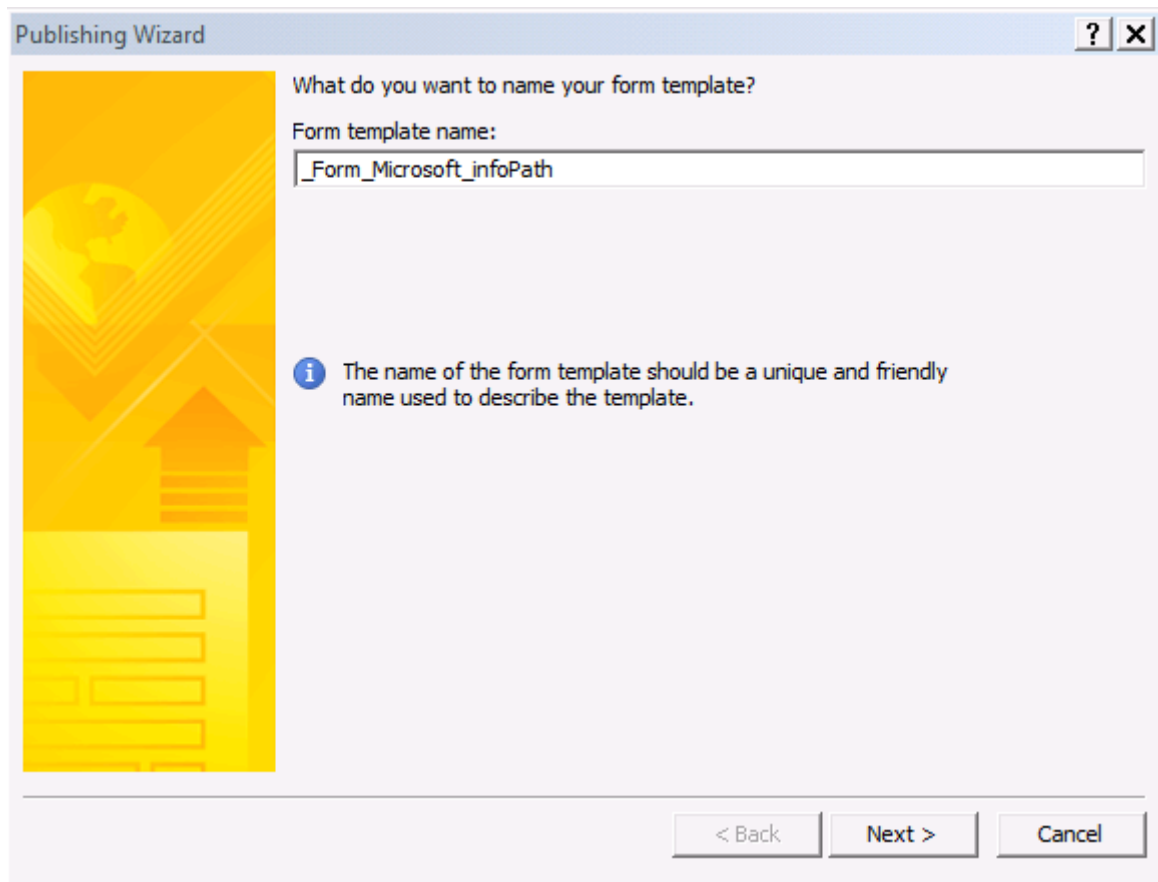 Publishing Wizard
?
What do you want to name your form template?
Form template name:
_Form_Microsoft_infoPath
i
The name of the form template should be a unique and friendly
name used to describe the template.
< Back
Next >
Cancel